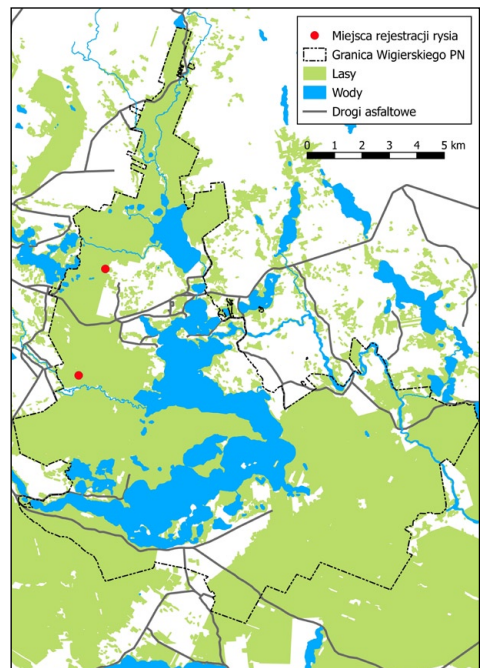 Miejsca rejestracji rysia
Granica Wigierskiego PN
Lasy
Wody
Drogi asfaltowe
0 1 2 3 4 5 km